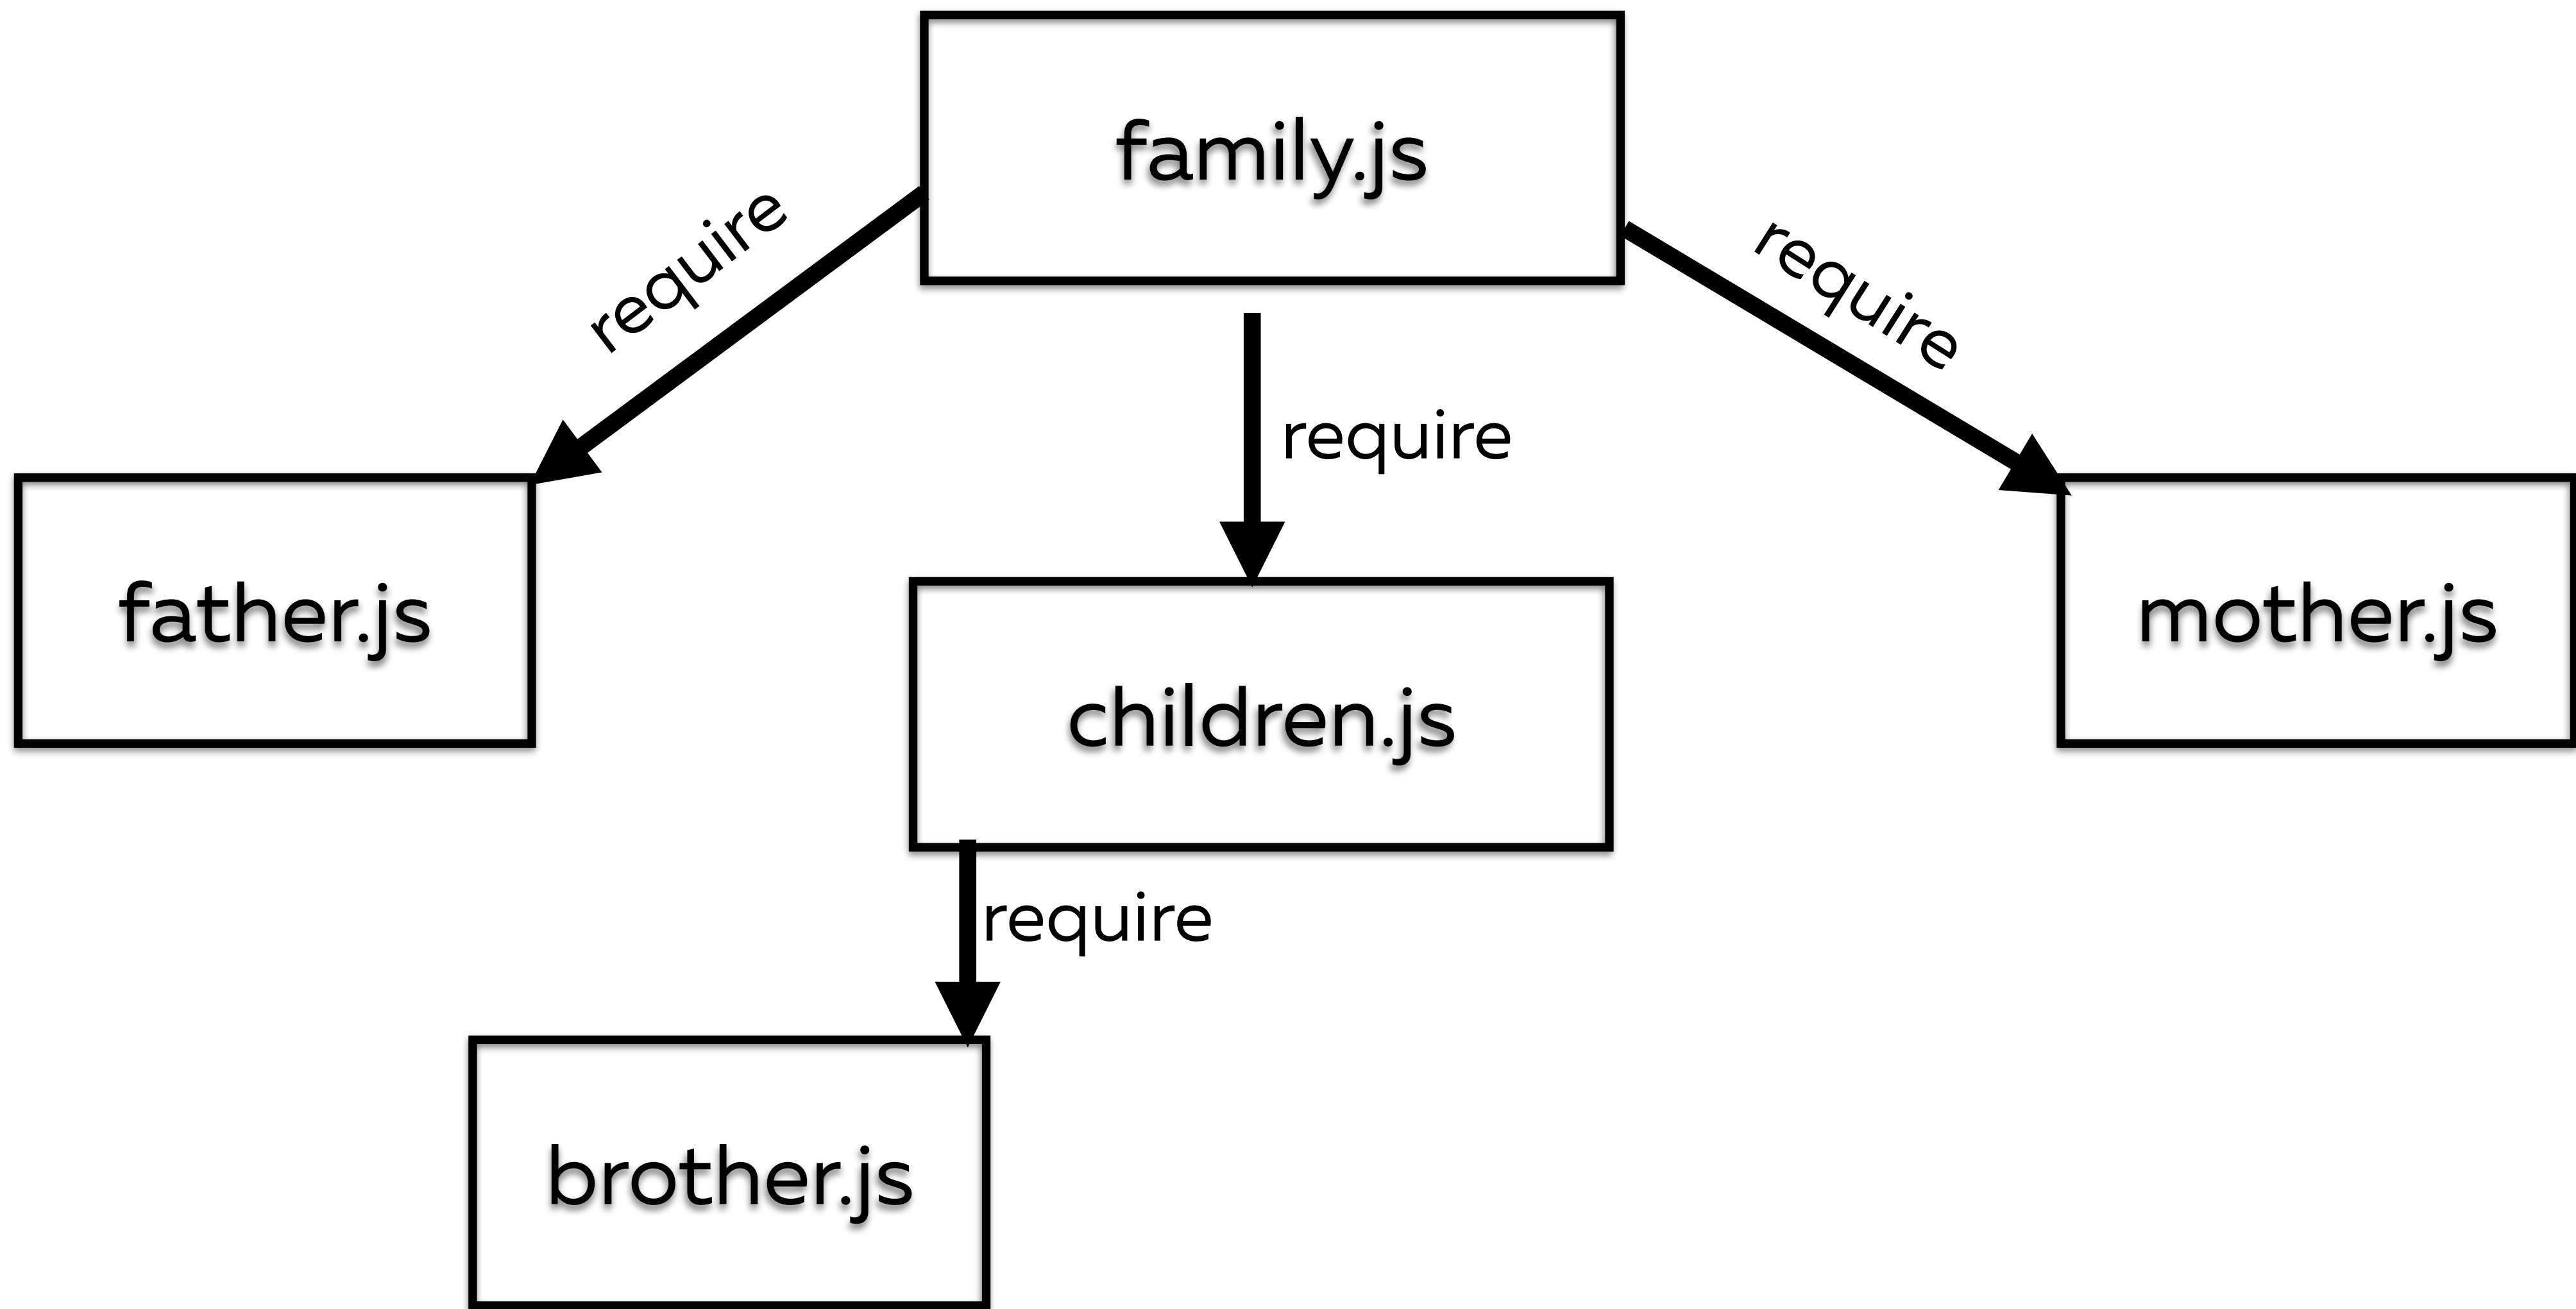 family.js
require
require
require
father.js
children.js
mother.js
require
brother.js